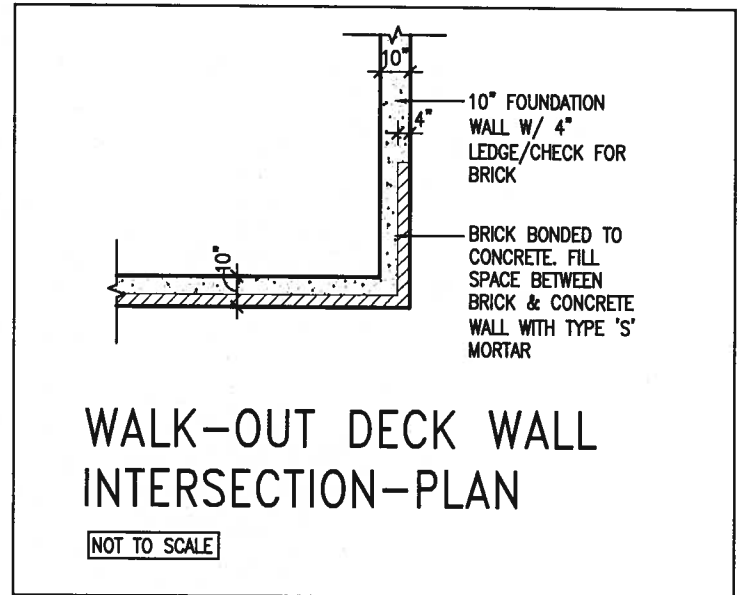 10"
4"
10" FOUNDATION
WALL W/ 4"
LEDGE/CHECK FOR
BRICK
10"
BRICK BONDED TO
CONCRETE. FILL
SPACE BETWEEN
BRICK & CONCRETE
WALL WITH TYPE 'S'
MORTAR
WALK-OUT DECK WALL
INTERSECTION-PLAN
NOT TO SCALE